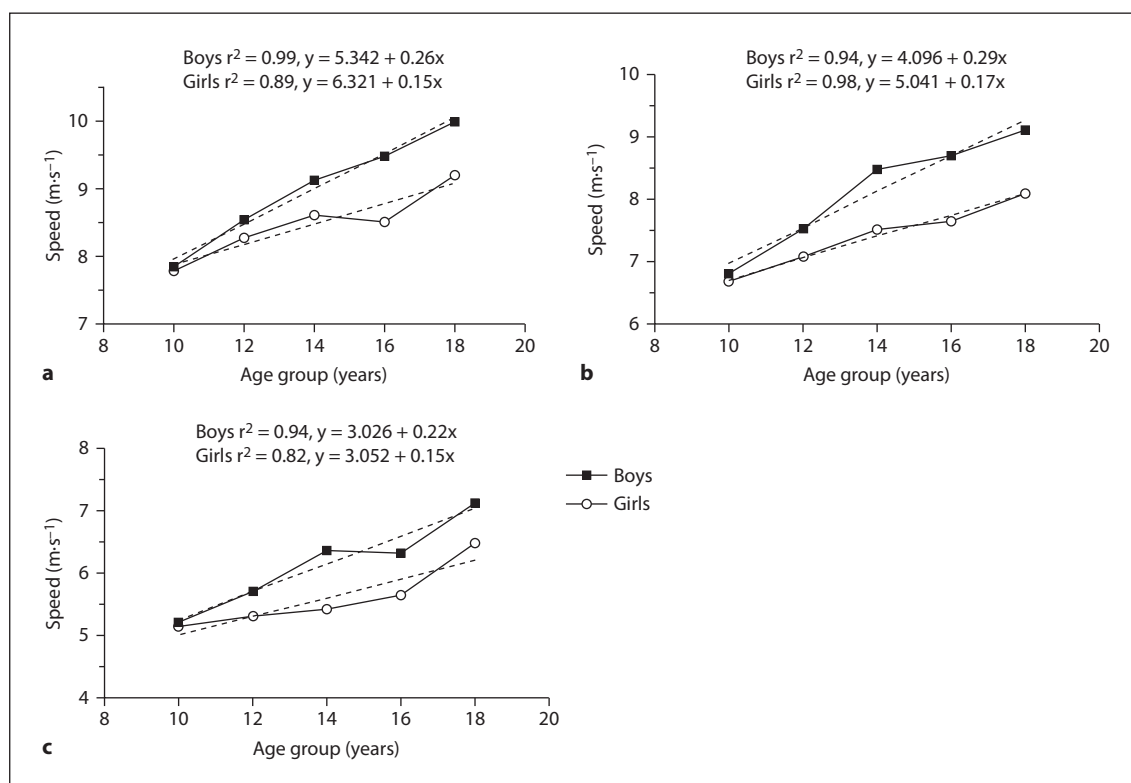 Boys r² = 0.99, y = 5.342 + 0.26x
Girls r² = 0.89, y = 6.321 + 0.15x
10
9
8
7
Speed (m·s⁻¹)
8 10 12 14 16 18 20
a
Age group (years)
Boys r² = 0.94, y = 4.096 + 0.29x
Girls r² = 0.98, y = 5.041 + 0.17x
10
9
8
7
6
Speed (m·s⁻¹)
8 10 12 14 16 18 20
b
Age group (years)
Boys r² = 0.94, y = 3.026 + 0.22x
Girls r² = 0.82, y = 3.052 + 0.15x
8
7
6
5
4
Speed (m·s⁻¹)
8 10 12 14 16 18 20
c
Age group (years)
Boys
Girls